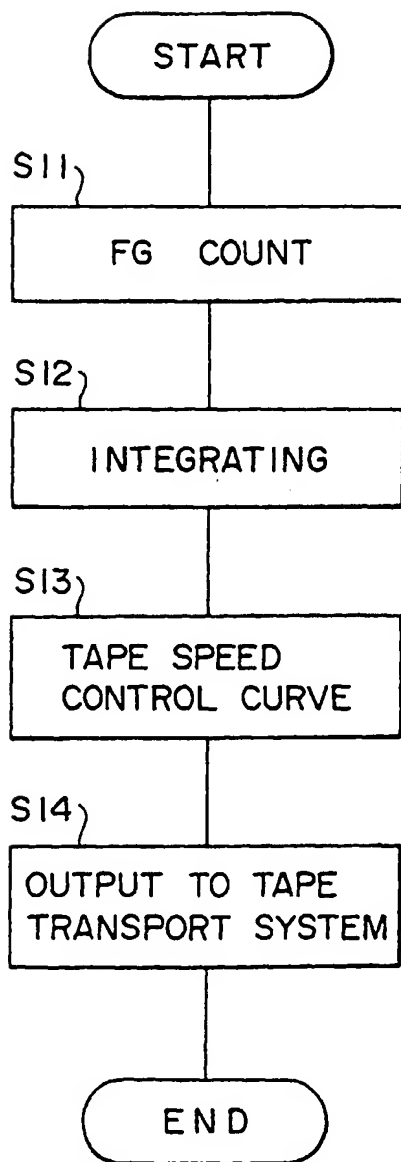 START
S11
FG COUNT
S12
INTEGRATING
S13
TAPE SPEED
CONTROL CURVE
S14
OUTPUT TO TAPE
TRANSPORT SYSTEM
END